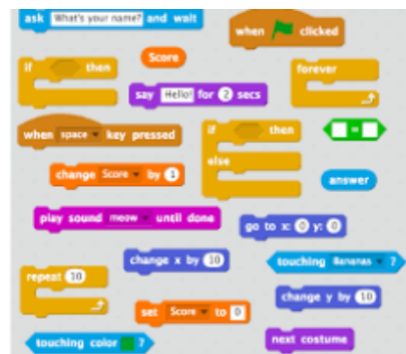 ask What's your name? and wait
when clicked
if then
Score
forever
say Hello! for 2 secs
when space key pressed
if then
else
=
change Score by 1
answer
play sound meow until done
go to x: 0 y: 0
change x by 10
touching Bananas ?
repeat 10
change y by 10
set Score to 0
touching color ?
next costume